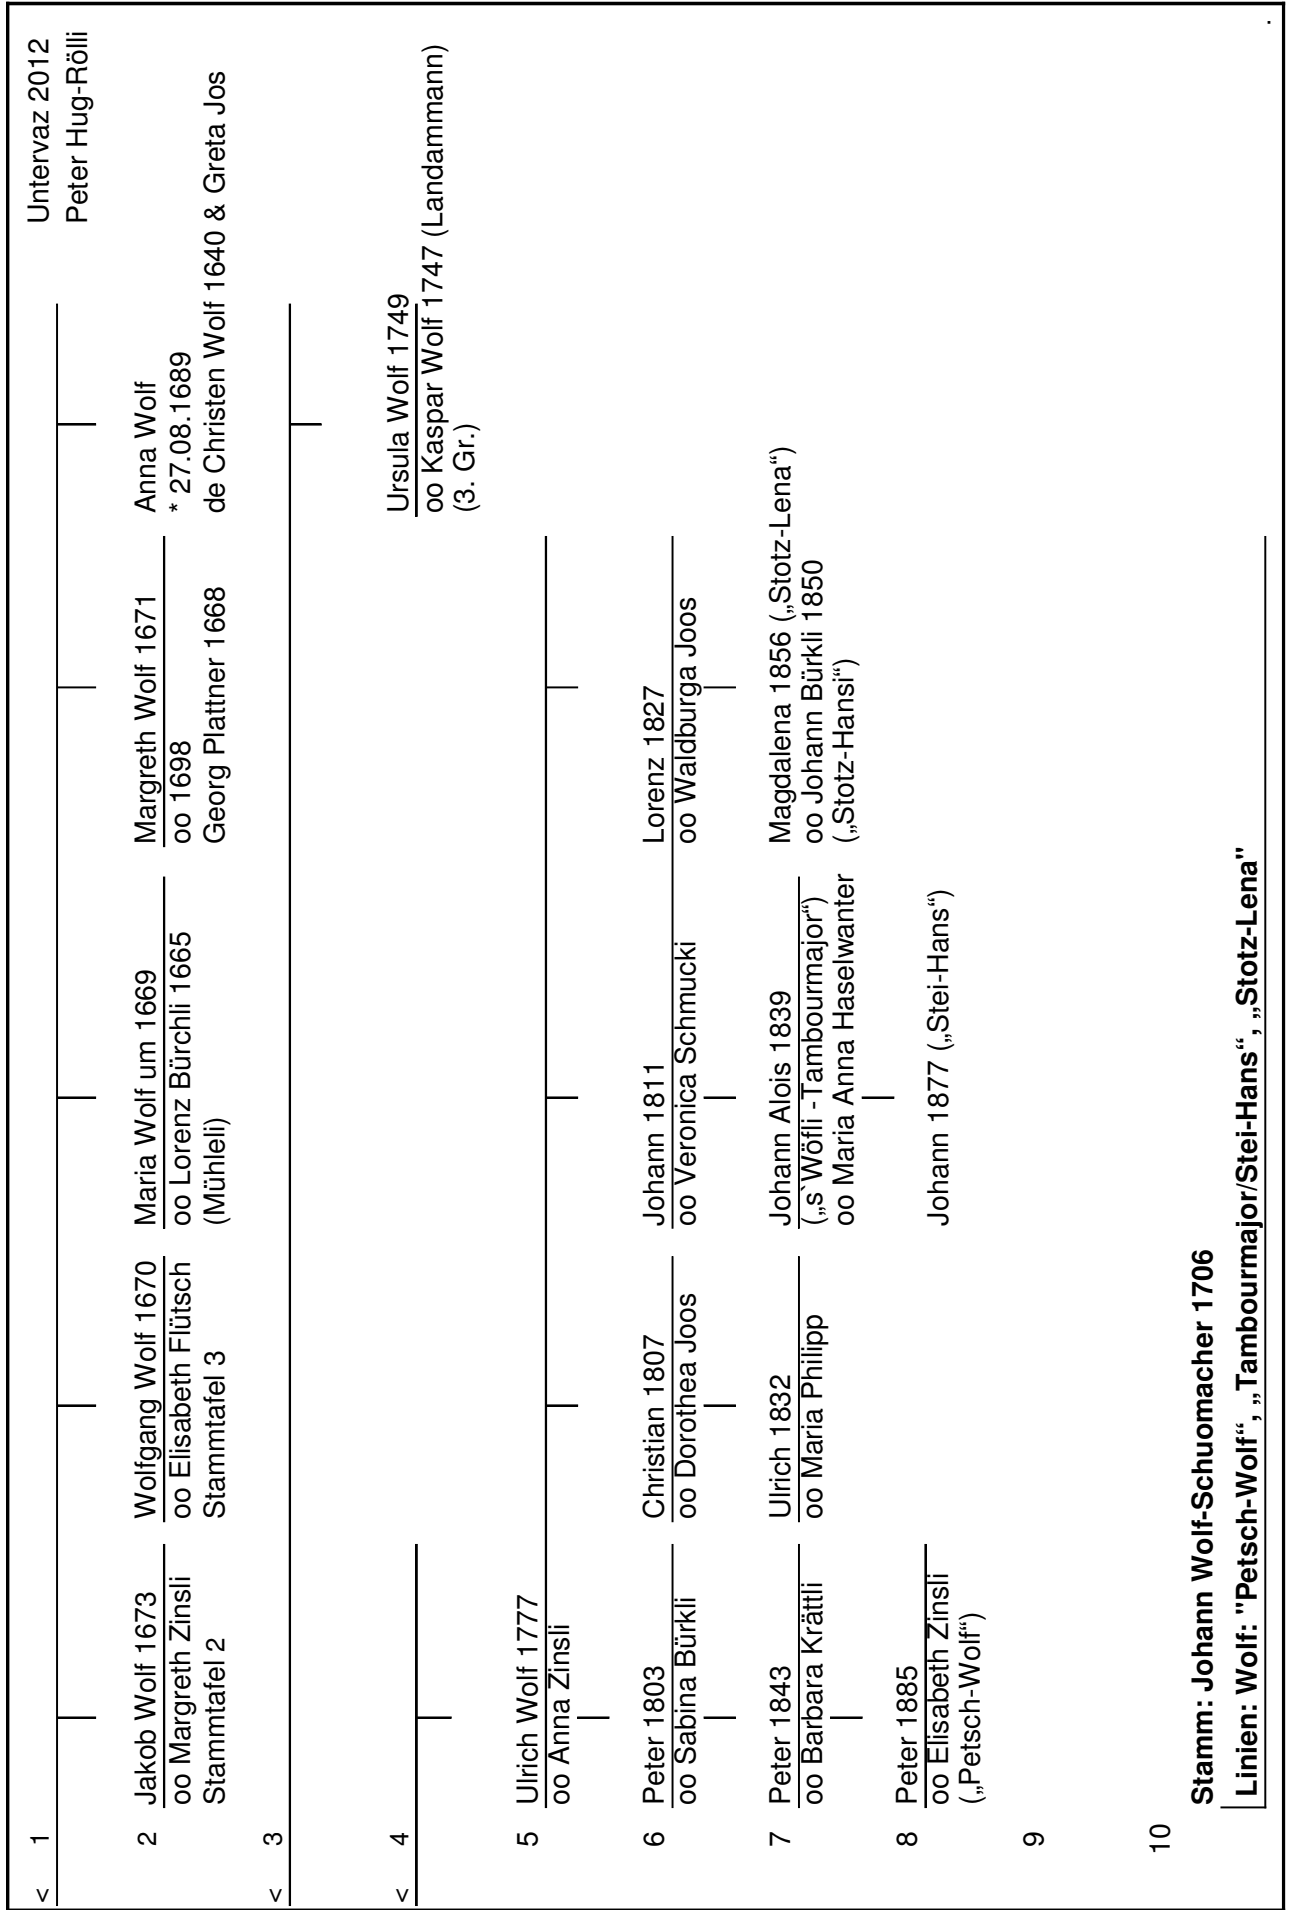 Untervaz 2012
Peter Hug-Rölli
< 1
2
Jakob Wolf 1673
oo Margreth Zinsli
Stammtafel 2
Wolfgang Wolf 1670
oo Elisabeth Flütsch
Stammtafel 3
Maria Wolf um 1669
oo Lorenz Bürchli 1665
(Mühleli)
Margreth Wolf 1671
oo 1698
Georg Plattner 1668
Anna Wolf
* 27.08.1689
de Christen Wolf 1640 & Greta Jos
< 3
< 4
Ursula Wolf 1749
oo Kaspar Wolf 1747 (Landammann)
(3. Gr.)
5
Ulrich Wolf 1777
oo Anna Zinsli
6
Peter 1803
oo Sabina Bürkli
Christian 1807
oo Dorothea Joos
Johann 1811
oo Veronica Schmucki
Lorenz 1827
oo Waldburga Joos
7
Peter 1843
oo Barbara Krättli
Ulrich 1832
oo Maria Philipp
Johann Alois 1839
(„s`Wöfli -Tambourmajor“)
oo Maria Anna Haselwanter
Magdalena 1856 („Stotz-Lena“)
oo Johann Bürkli 1850
(„Stotz-Hansi“)
8
Peter 1885
oo Elisabeth Zinsli
(„Petsch-Wolf“)
Johann 1877 („Stei-Hans“)
9
10
Stamm: Johann Wolf-Schuomacher 1706
Linien: Wolf: "Petsch-Wolf“, „Tambourmajor/Stei-Hans“, „Stotz-Lena"
.